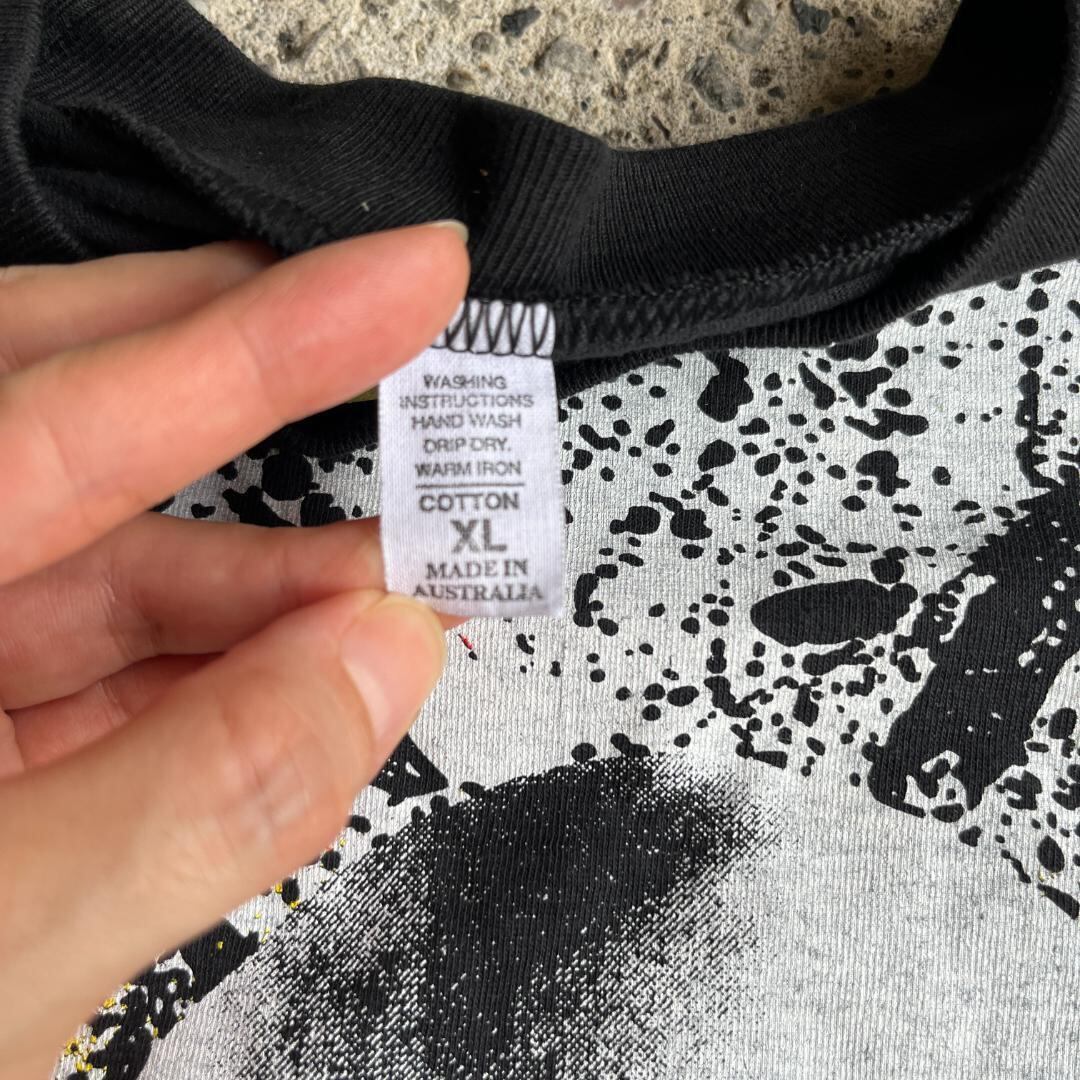 WASHING
INSTRUCTIONS
HAND WASH
DRIP DRY.
WARM IRON
COTTON
XL
MADE IN
AUSTRALIA